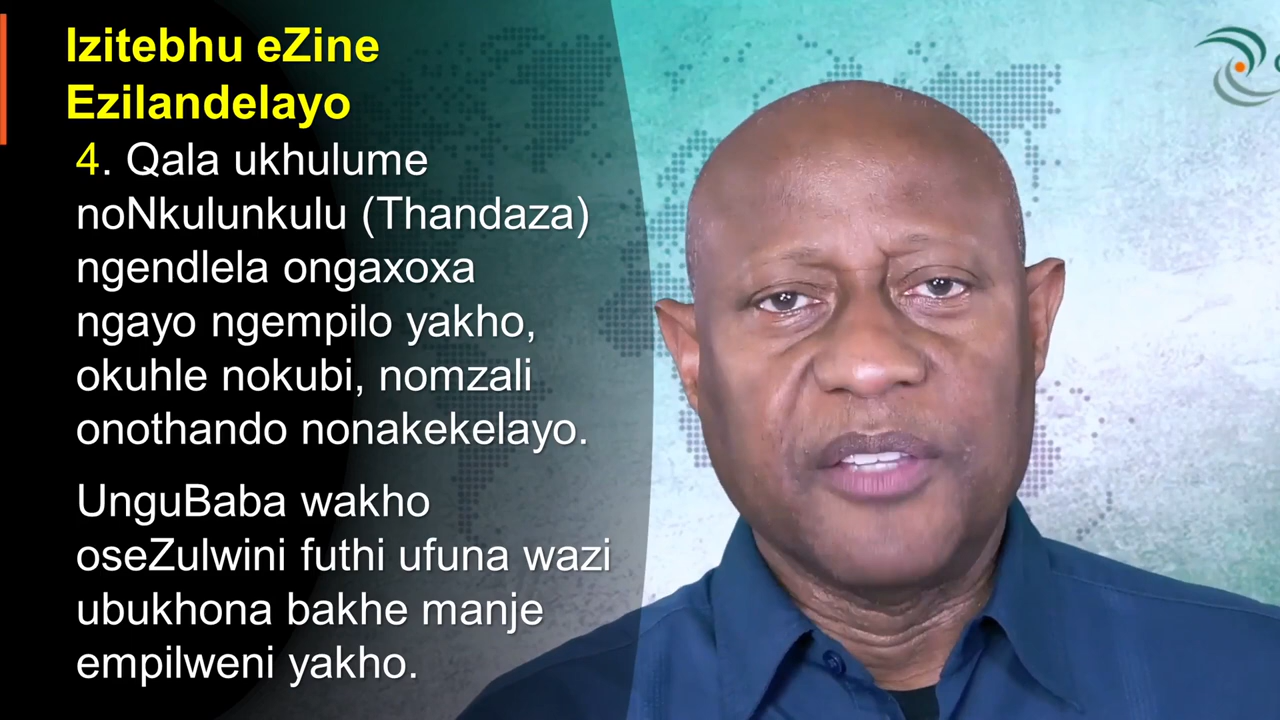 Izitebhu eZine
Ezilandelayo
4. Qala ukhulume
noNkulunkulu (Thandaza)
ngendlela ongaxoxa
ngayo ngempilo yakho,
okuhle nokubi, nomzali
onothando nonakekelayo.
UnguBaba wakho
oseZulwini futhi ufuna wazi
ubukhona bakhe manje
empilweni yakho.